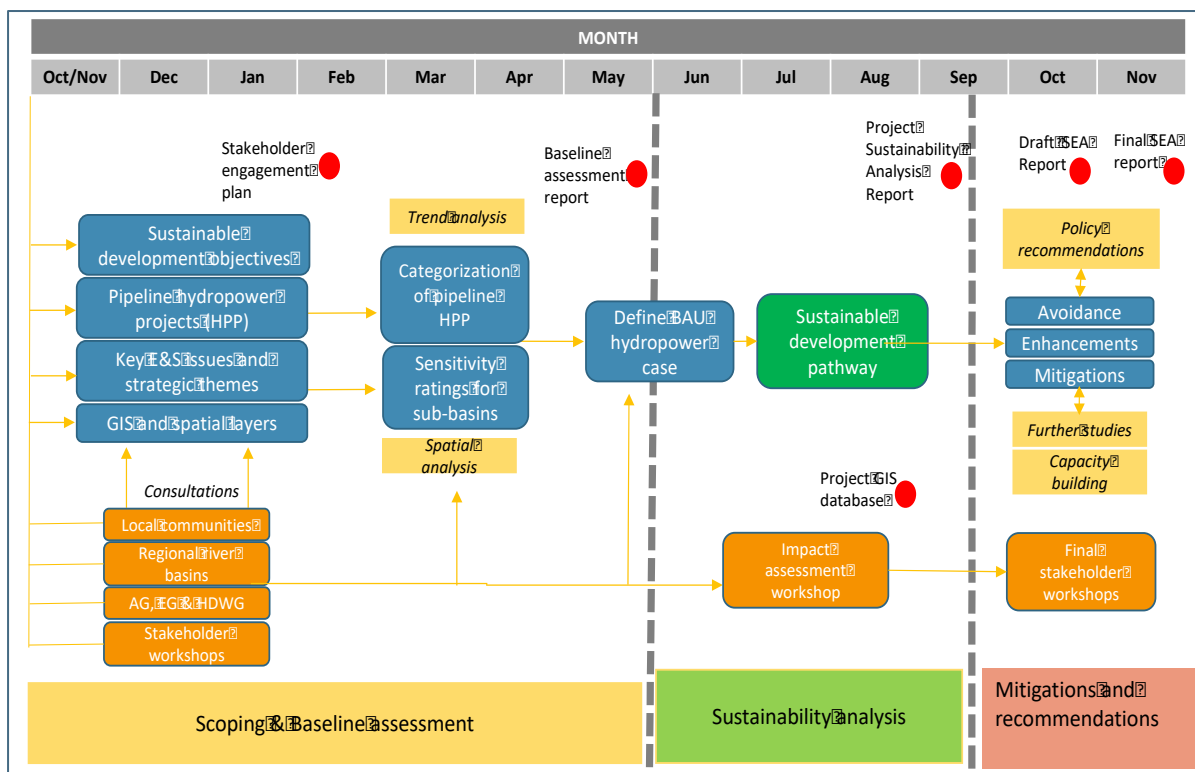 MONTH
Oct/Nov Dec Jan Feb Mar Apr May Jun Jul Aug Sep Oct Nov
Stakeholder
engagement
plan
Baseline
assessment
report
Project
Sustainability
Analysis
Report
Draft SEA
Report
Final SEA
report
Trend analysis
Policy
recommendations
Sustainable
development objectives
Pipeline hydropower
projects (HPP)
Key E&S issues and
strategic themes
GIS and spatial layers
Categorization
of pipeline
HPP
Sensitivity
ratings for
sub-basins
Spatial
analysis
Define BAU
hydropower
case
Sustainable
development
pathway
Avoidance
Enhancements
Mitigations
Further studies
Capacity
building
Project GIS
database
Consultations
Local communities
Regional river
basins
AG, EG & HDWG
Stakeholder
workshops
Impact
assessment
workshop
Final
stakeholder
workshops
Scoping & Baseline assessment
Sustainability analysis
Mitigations and
recommendations